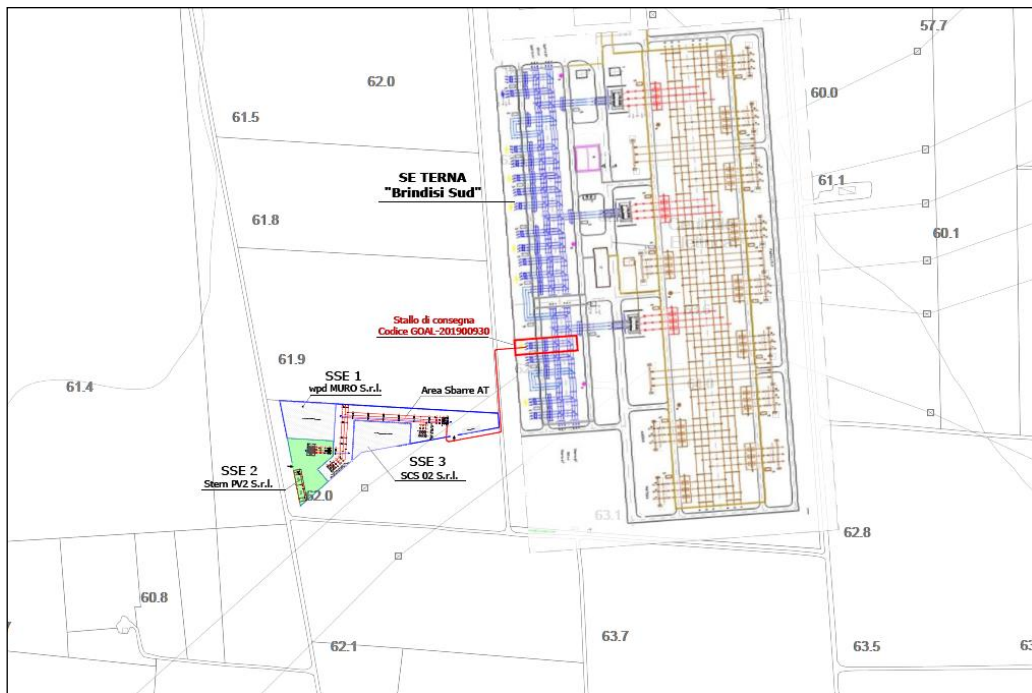 57.7
62.0
60.0
61.5
SE TERNA
"Brindisi Sud"
61.1
61.8
60.1
Stallo di consegna
Codice GOAL-201900930
61.9
SSE 1
wpd MURO S.r.l.
Area Sbarre AT
61.4
SSE 2
Stern PV2 S.r.l.
SSE 3
SCS 02 S.r.l.
62.0
63.1
62.8
60.8
62.1
63.7
63.5